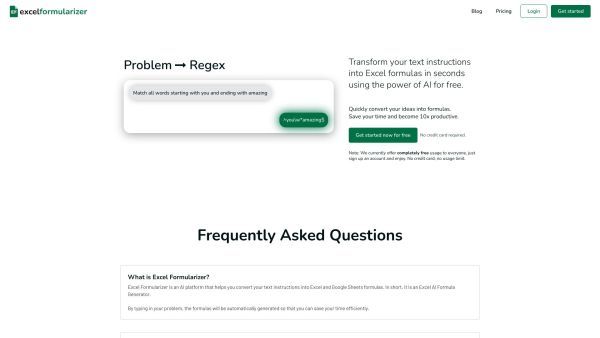 excelformularizer
Blog
Pricing
Login
Get started
Problem → Regex
Match all words starting with you and ending with amazing
^you\w*amazing$
Transform your text instructions
into Excel formulas in seconds
using the power of AI for free.
Quickly convert your ideas into formulas.
Save your time and become 10x productive.
Get started now for free
No credit card required.
Note: We currently offer completely free usage to everyone, just
sign up an account and enjoy. No credit card, no usage limit.
Frequently Asked Questions
What is Excel Formularizer?
Excel Formularizer is an AI platform that helps you convert your text instructions into Excel and Google Sheets formulas. In short, it is an Excel AI Formula
Generator.
By typing in your problem, the formulas will be automatically generated so that you can save your time efficiently.